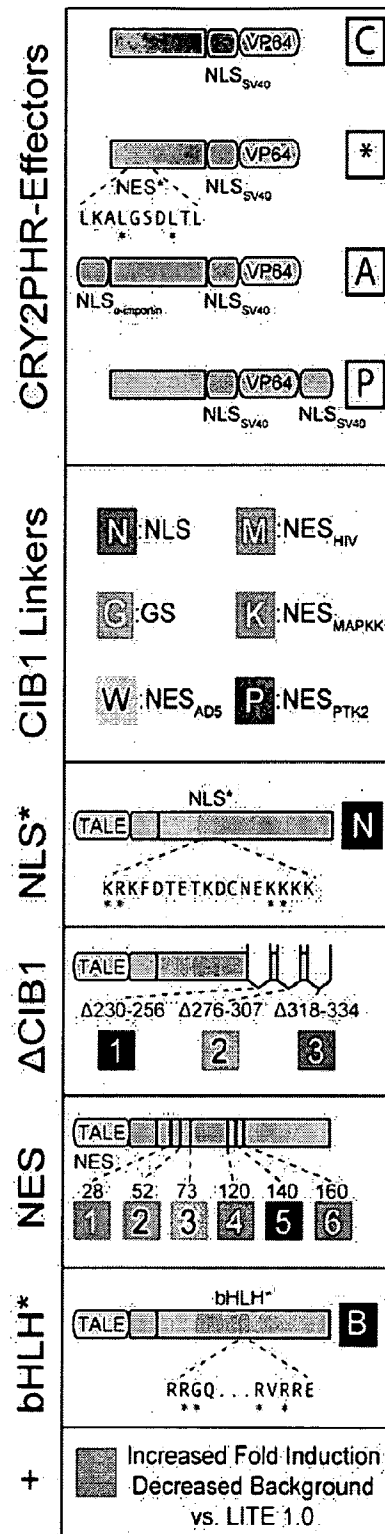 CRY2PHR-Effectors
VP64
C
NLS SV40
VP64
*
NES*
NLS SV40
LKALGSDLTL
* *
VP64
A
NLS α-importin
NLS SV40
VP64
P
NLS SV40
NLS SV40
CIB1 Linkers
N :NLS
M :NES HIV
G :GS
K :NES MAPKK
W :NES AD5
P :NES PTK2
NLS*
NLS*
TALE
N
KRKFDTETKDCNEKKKK
** **
ΔCIB1
TALE
Δ230-256 Δ276-307 Δ318-334
1 2 3
NES
TALE
NES
28 52 73 120 140 160
1 2 3 4 5 6
+ bHLH*
bHLH*
TALE
B
RRGQ...RVRRE
** * *
Increased Fold Induction
Decreased Background
vs. LITE 1.0